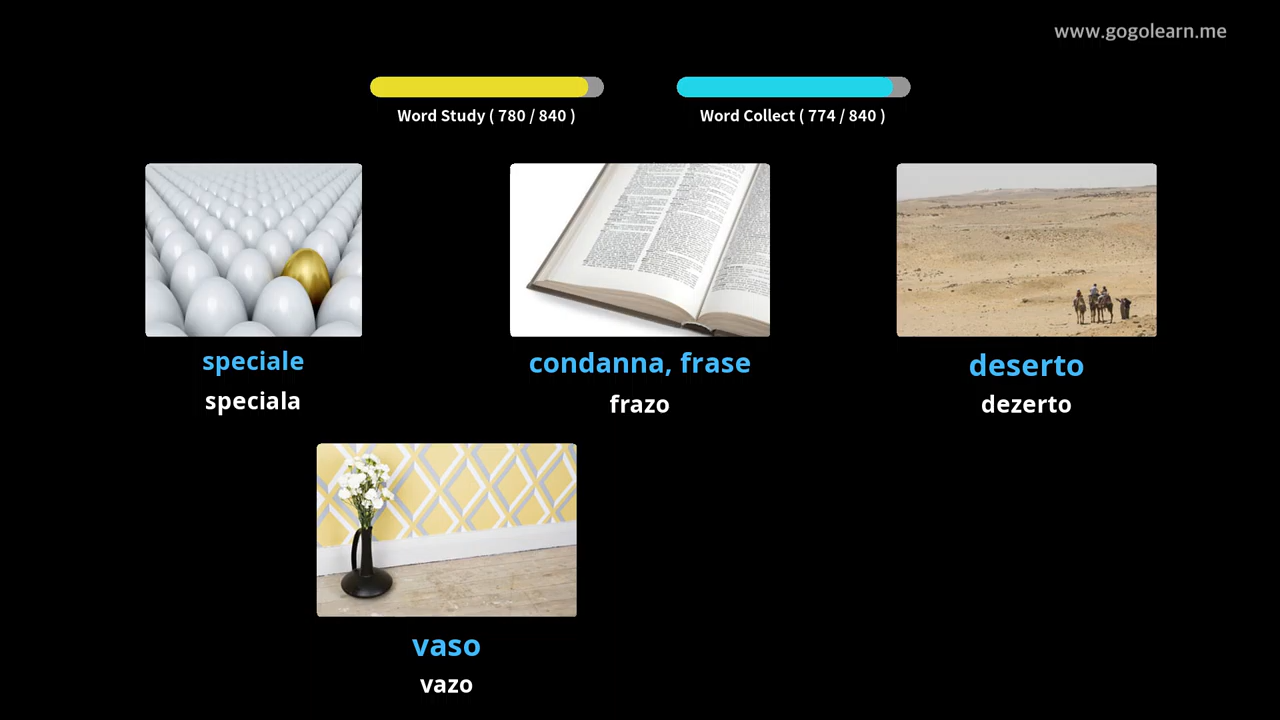 www.gogolearn.me
Word Study ( 780 / 840 )
Word Collect ( 774 / 840 )
speciale
speciala
condanna, frase
frazo
deserto
dezerto
vaso
vazo